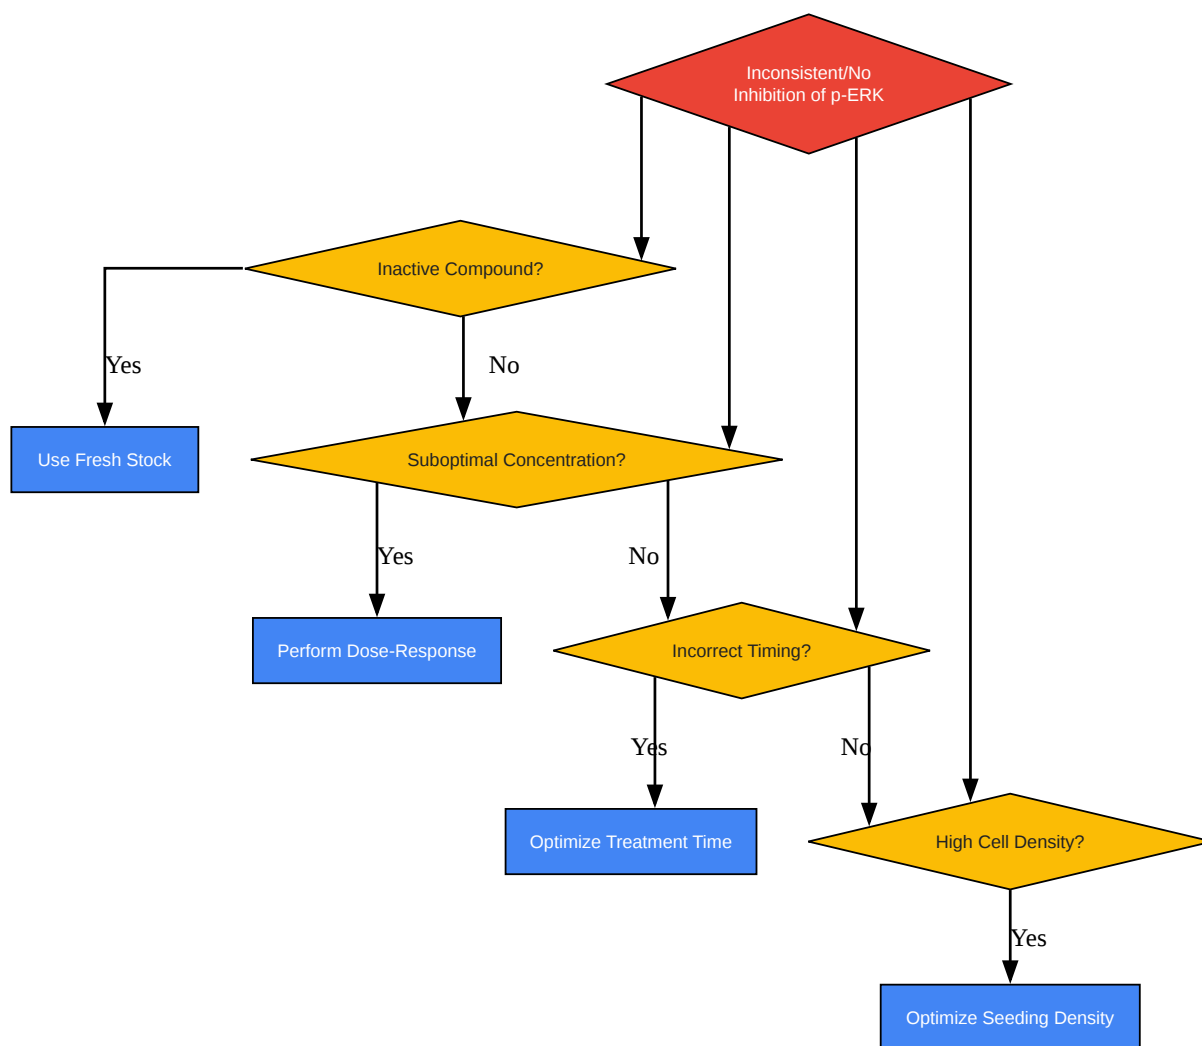 Inconsistent/No
Inhibition of p-ERK
Inactive Compound?
Yes
No
Use Fresh Stock
Suboptimal Concentration?
Yes
No
Perform Dose-Response
Incorrect Timing?
Yes
No
Optimize Treatment Time
High Cell Density?
Yes
Optimize Seeding Density